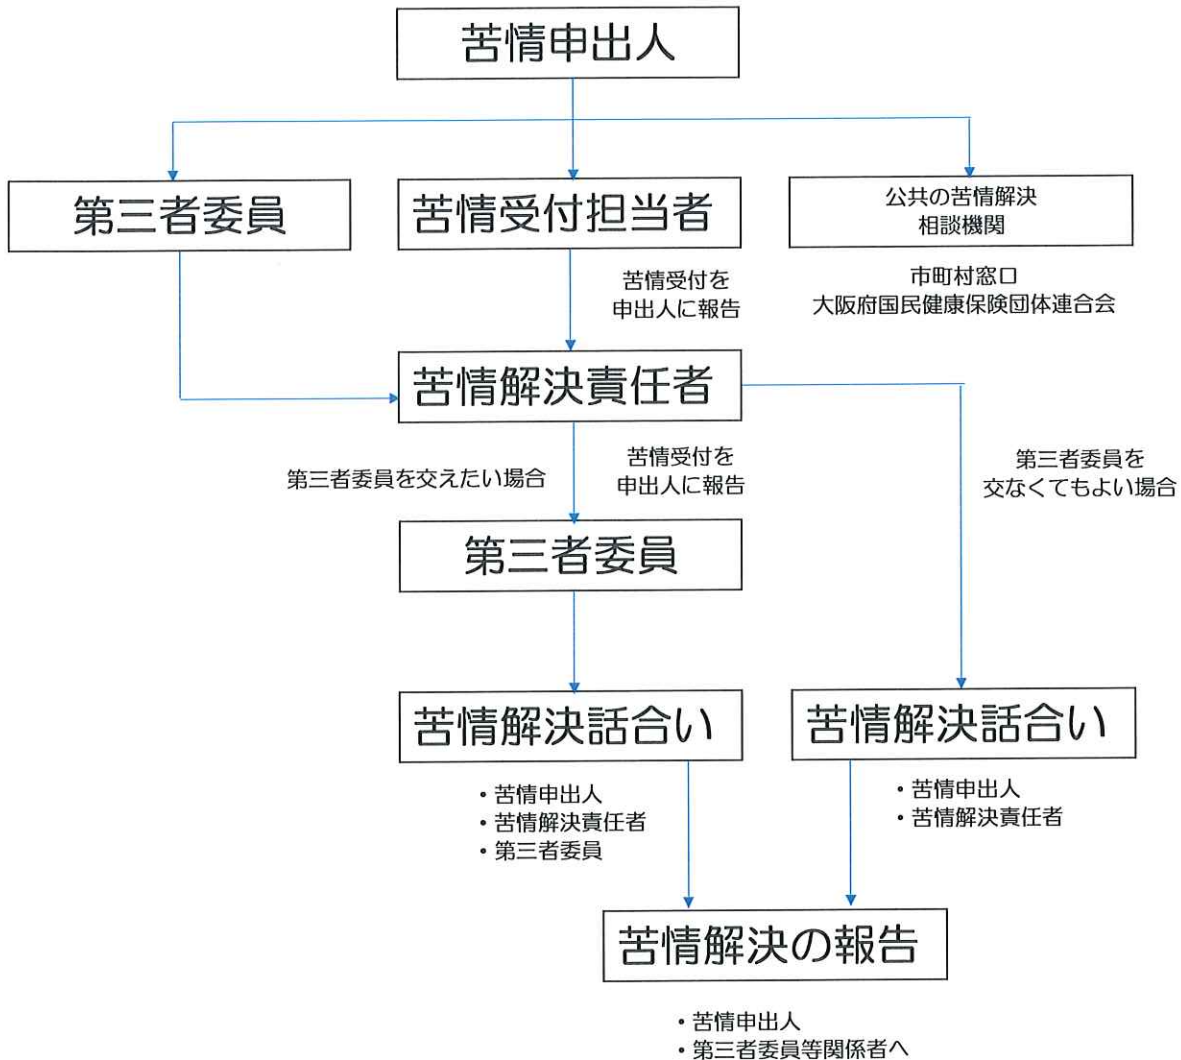 苦情申出人
第三者委員
苦情受付担当者
公共の苦情解決
相談機関
市町村窓口
大阪府国民健康保険団体連合会
苦情受付を
申出人に報告
苦情解決責任者
第三者委員を交えたい場合
苦情受付を
申出人に報告
第三者委員を
交なくてもよい場合
第三者委員
苦情解決話合い
・苦情申出人
・苦情解決責任者
・第三者委員
苦情解決話合い
・苦情申出人
・苦情解決責任者
苦情解決の報告
・苦情申出人
・第三者委員等関係者へ